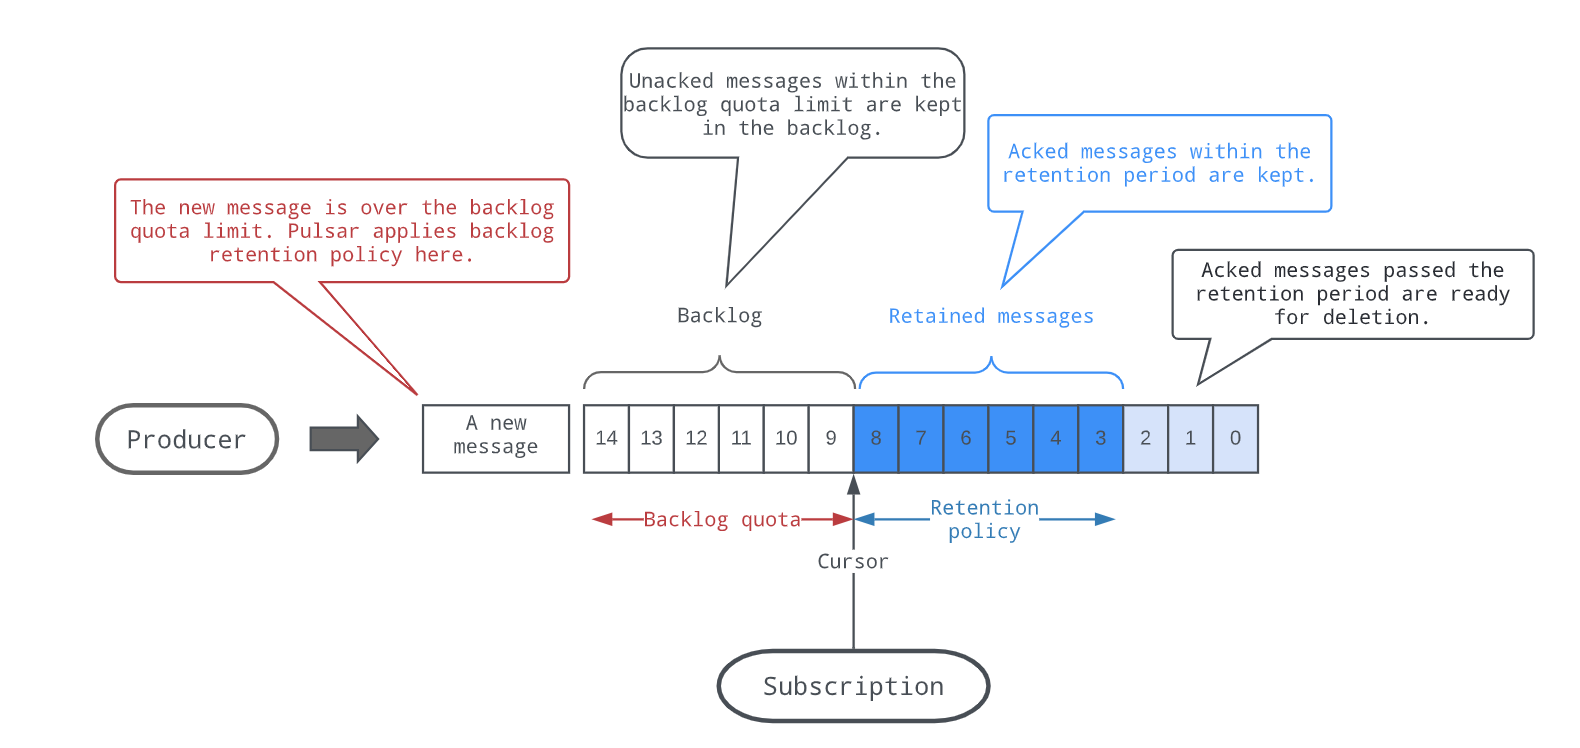 Unacked messages within the
backlog quota limit are kept
in the backlog.
Acked messages within the
retention period are kept.
The new message is over the backlog
quota limit. Pulsar applies backlog
retention policy here.
Acked messages passed the
retention period are ready
for deletion.
Backlog
Retained messages
Producer
A new
message
14 13 12 11 10 9 8 7 6 5 4 3 2 1 0
Backlog quota
Retention
policy
Cursor
Subscription